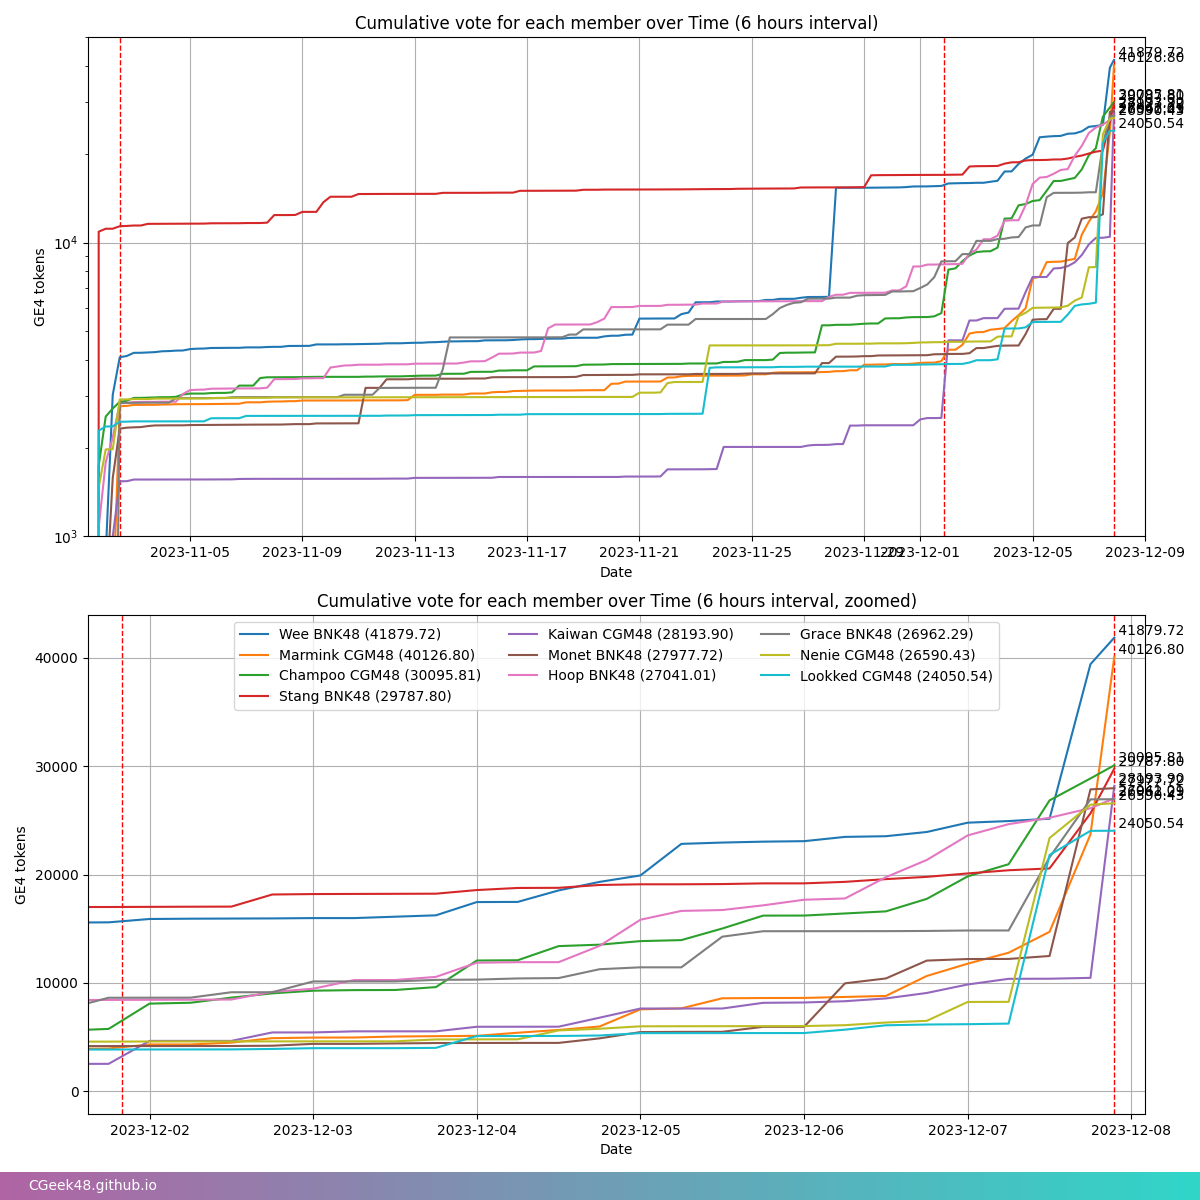 Cumulative vote for each member over Time (6 hours interval)
41879.72
40126.80
24050.54
GE4 tokens
10^4
10^3
2023-11-05 2023-11-09 2023-11-13 2023-11-17 2023-11-21 2023-11-25 2023-11-29 2023-12-01 2023-12-05 2023-12-09
Date
Cumulative vote for each member over Time (6 hours interval, zoomed)
Wee BNK48 (41879.72)
Marmink CGM48 (40126.80)
Champoo CGM48 (30095.81)
Stang BNK48 (29787.80)
Kaiwan CGM48 (28193.90)
Monet BNK48 (27977.72)
Hoop BNK48 (27041.01)
Grace BNK48 (26962.29)
Nenie CGM48 (26590.43)
Lookked CGM48 (24050.54)
41879.72
40126.80
30095.81
29787.80
28193.90
26590.43
24050.54
GE4 tokens
40000
30000
20000
10000
0
2023-12-02 2023-12-03 2023-12-04 2023-12-05 2023-12-06 2023-12-07 2023-12-08
Date
CGeek48.github.io